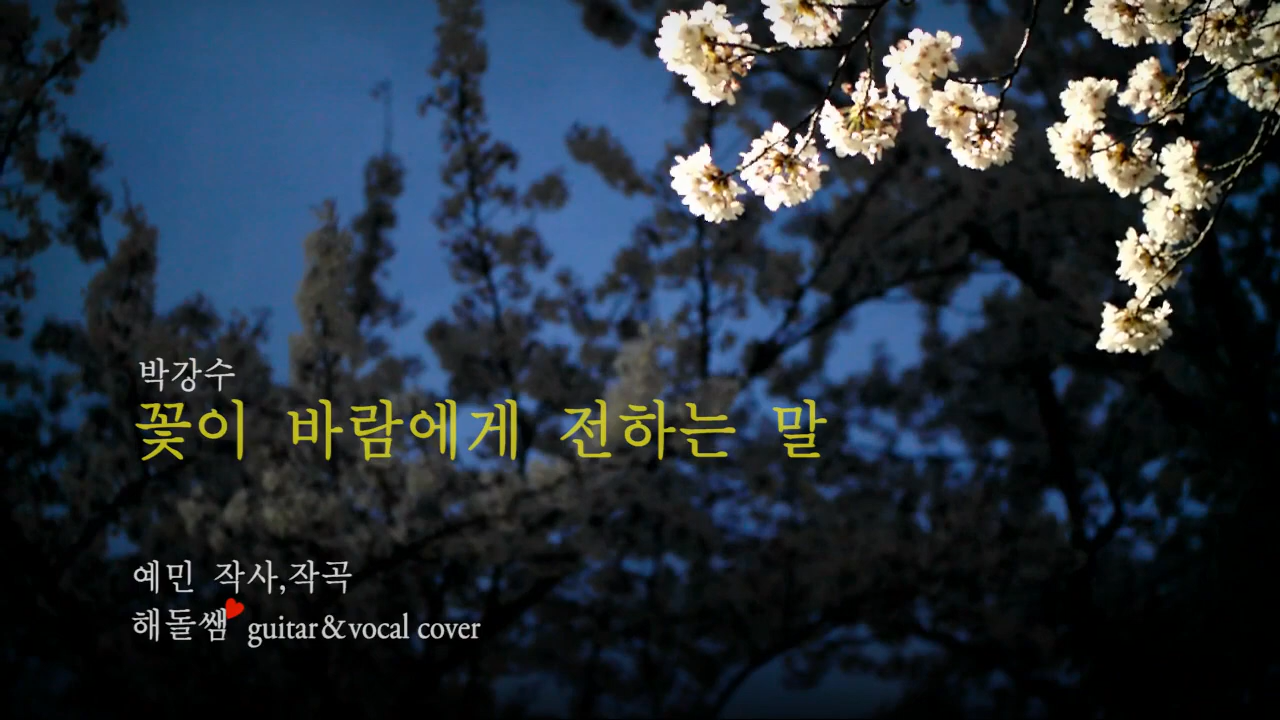 박강수
꽃이 바람에게 전하는 말
예민 작사,작곡
해돌쌤 guitar&vocal cover